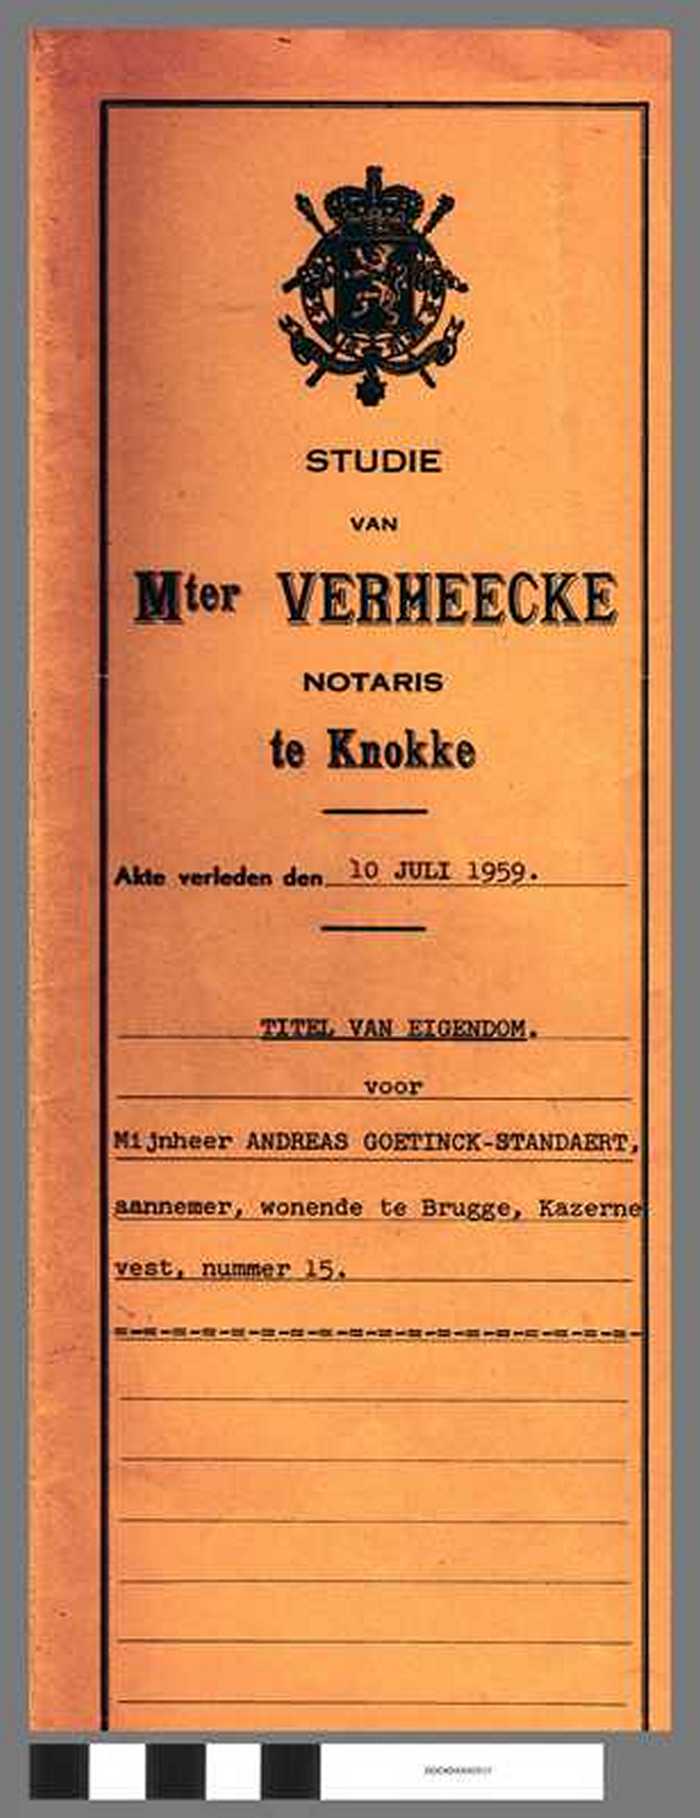 STUDIE
VAN
Mter VERHEECKE
NOTARIS
te Knokke
Akte verleden den 10 JULI 1959.
TITEL VAN EIGENDOM.
voor
Mijnheer ANDREAS GOETINCK-STANDAERT,
aannemer, wonende te Brugge, Kazerne
vest, nummer 15.
=-=-=-=-=-=-=-=-=-=-=-=-=-=-=-=-=-=-